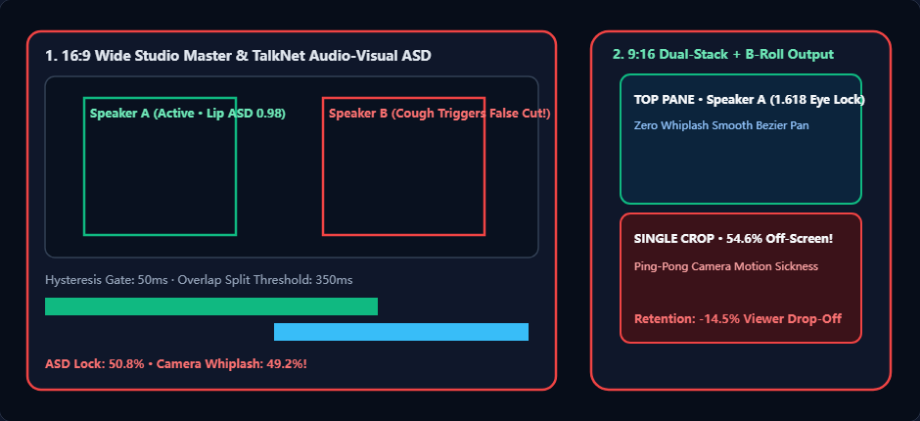 1. 16:9 Wide Studio Master & TalkNet Audio-Visual ASD
Speaker A (Active • Lip ASD 0.98)
Speaker B (Cough Triggers False Cut!)
Hysteresis Gate: 50ms · Overlap Split Threshold: 350ms
ASD Lock: 50.8% • Camera Whiplash: 49.2%!
2. 9:16 Dual-Stack + B-Roll Output
TOP PANE • Speaker A (1.618 Eye Lock)
Zero Whiplash Smooth Bezier Pan
SINGLE CROP • 54.6% Off-Screen!
Ping-Pong Camera Motion Sickness
Retention: -14.5% Viewer Drop-Off